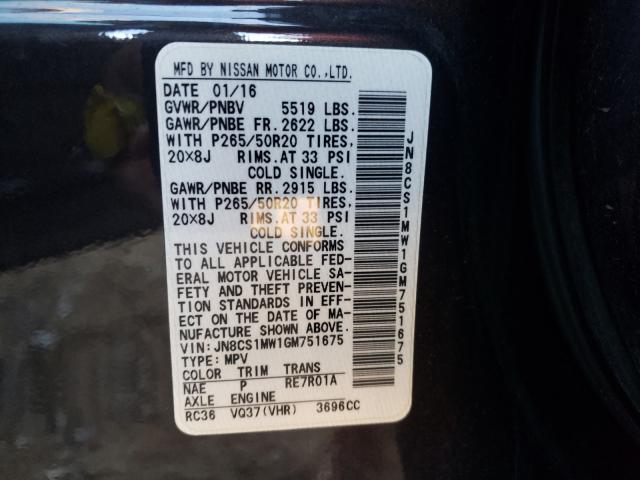 MFD BY NISSAN MOTOR CO.,LTD.
DATE 01/16
GVWR/PNBV 5519 LBS.
GAWR/PNBE FR. 2622 LBS.
WITH P265/50R20 TIRES,
20×8J RIMS.AT 33 PSI
COLD SINGLE.
GAWR/PNBE RR. 2915 LBS.
WITH P265/50R20 TIRES,
20×8J RIMS.AT 33 PSI
COLD SINGLE.
THIS VEHICLE CONFORMS
TO ALL APPLICABLE FED-
ERAL MOTOR VEHICLE SA-
FETY AND THEFT PREVEN-
TION STANDARDS IN EFF-
ECT ON THE DATE OF MA-
NUFACTURE SHOWN ABOVE.
VIN:JN8CS1MW1GM751675
TYPE:MPV
COLOR TRIM TRANS
NAE P RE7R01A
AXLE ENGINE
RC36 VQ37(VHR) 3696CC
JN8CS1MW1GM751675